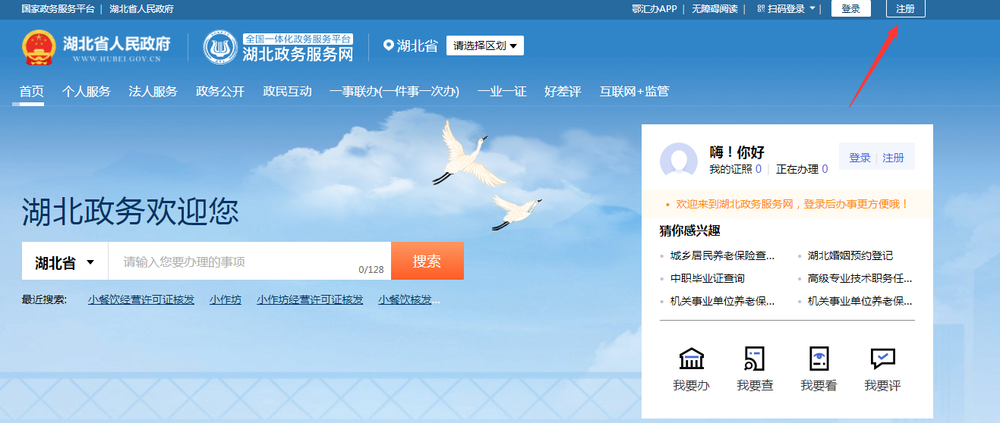 国家政务服务平台 | 湖北省人民政府
鄂汇办APP | 无障碍阅读 | 扫码登录 | 登录 注册
湖北省人民政府
WWW.HUBEI.GOV.CN
全国一体化政务服务平台
湖北政务服务网
湖北省 请选择区划
首页 个人服务 法人服务 政务公开 政民互动 一事联办(一件事一次办) 一业一证 好差评 互联网+监管
湖北政务欢迎您
湖北省 请输入您要办理的事项 0/128 搜索
最近搜索: 小餐饮经营许可证核发 小作坊 小作坊经营许可证核发 小餐饮核发...
嗨！你好
我的证照 0 | 正在办理 0
登录 | 注册
• 欢迎来到湖北政务服务网，登录后办事更方便哦！
猜你感兴趣
城乡居民养老保险查... 湖北婚姻预约登记
中职毕业证查询 高级专业技术职务任...
机关事业单位养老保... 机关事业单位养老保...
我要办 我要查 我要看 我要评